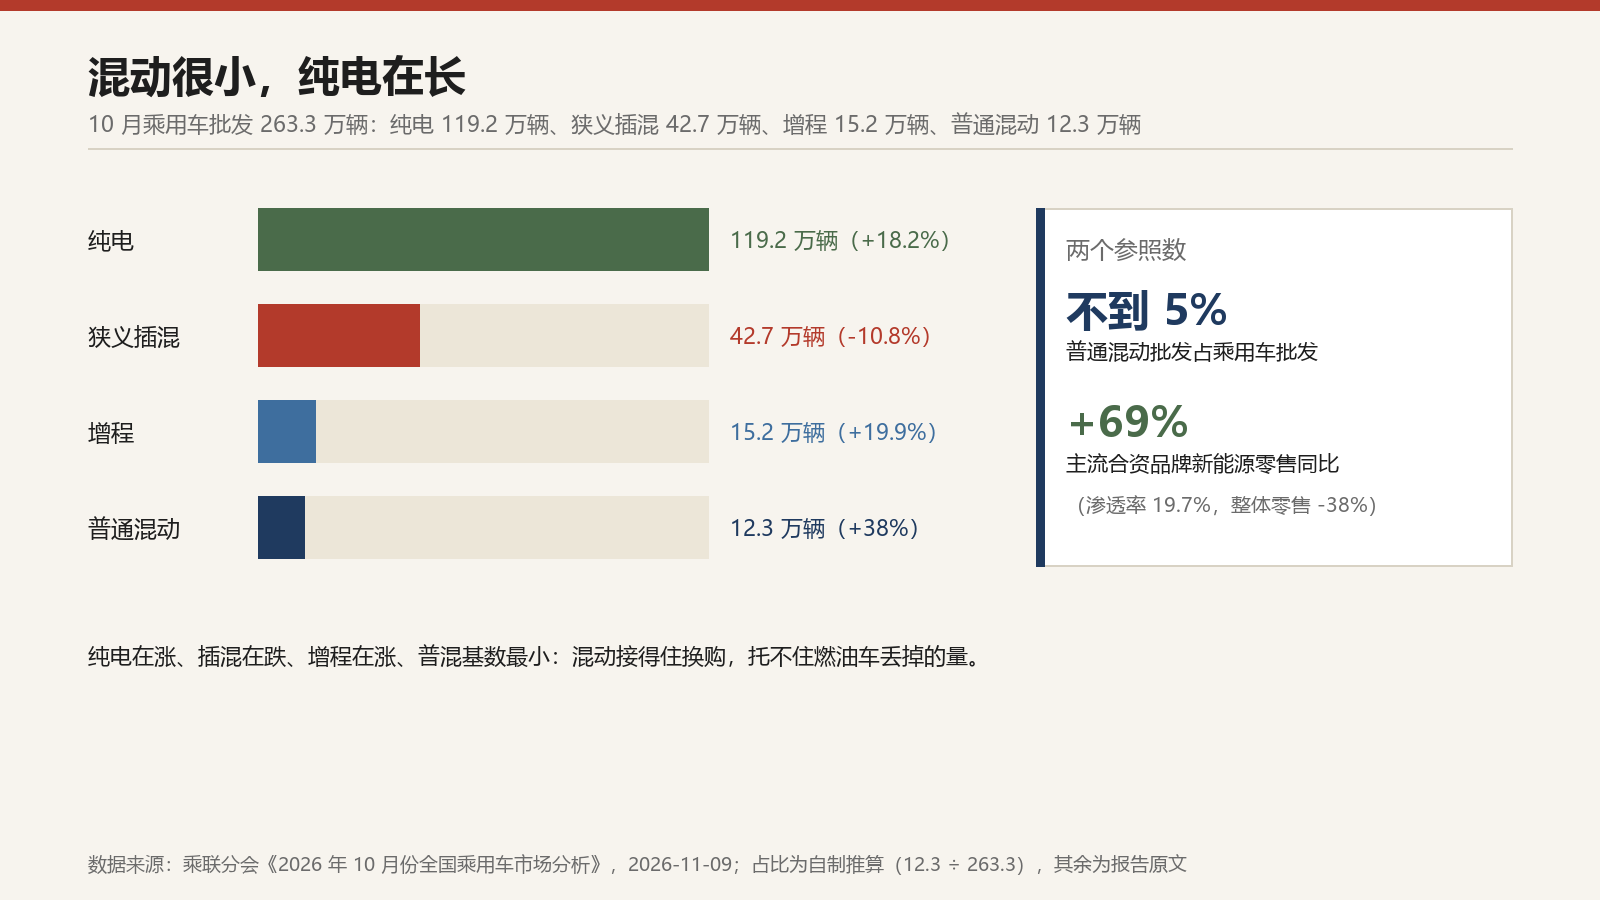 混动很小，纯电在长
10 月乘用车批发 263.3 万辆：纯电 119.2 万辆、狭义插混 42.7 万辆、增程 15.2 万辆、普通混动 12.3 万辆
纯电
119.2 万辆（+18.2%）
狭义插混
42.7 万辆（-10.8%）
增程
15.2 万辆（+19.9%）
普通混动
12.3 万辆（+38%）
两个参照数
不到 5%
普通混动批发占乘用车批发
+69%
主流合资品牌新能源零售同比
（渗透率 19.7%，整体零售 -38%）
纯电在涨、插混在跌、增程在涨、普混基数最小：混动接得住换购，托不住燃油车丢掉的量。
数据来源：乘联分会《2026 年 10 月份全国乘用车市场分析》，2026-11-09；占比为自制推算（12.3 ÷ 263.3），其余为报告原文